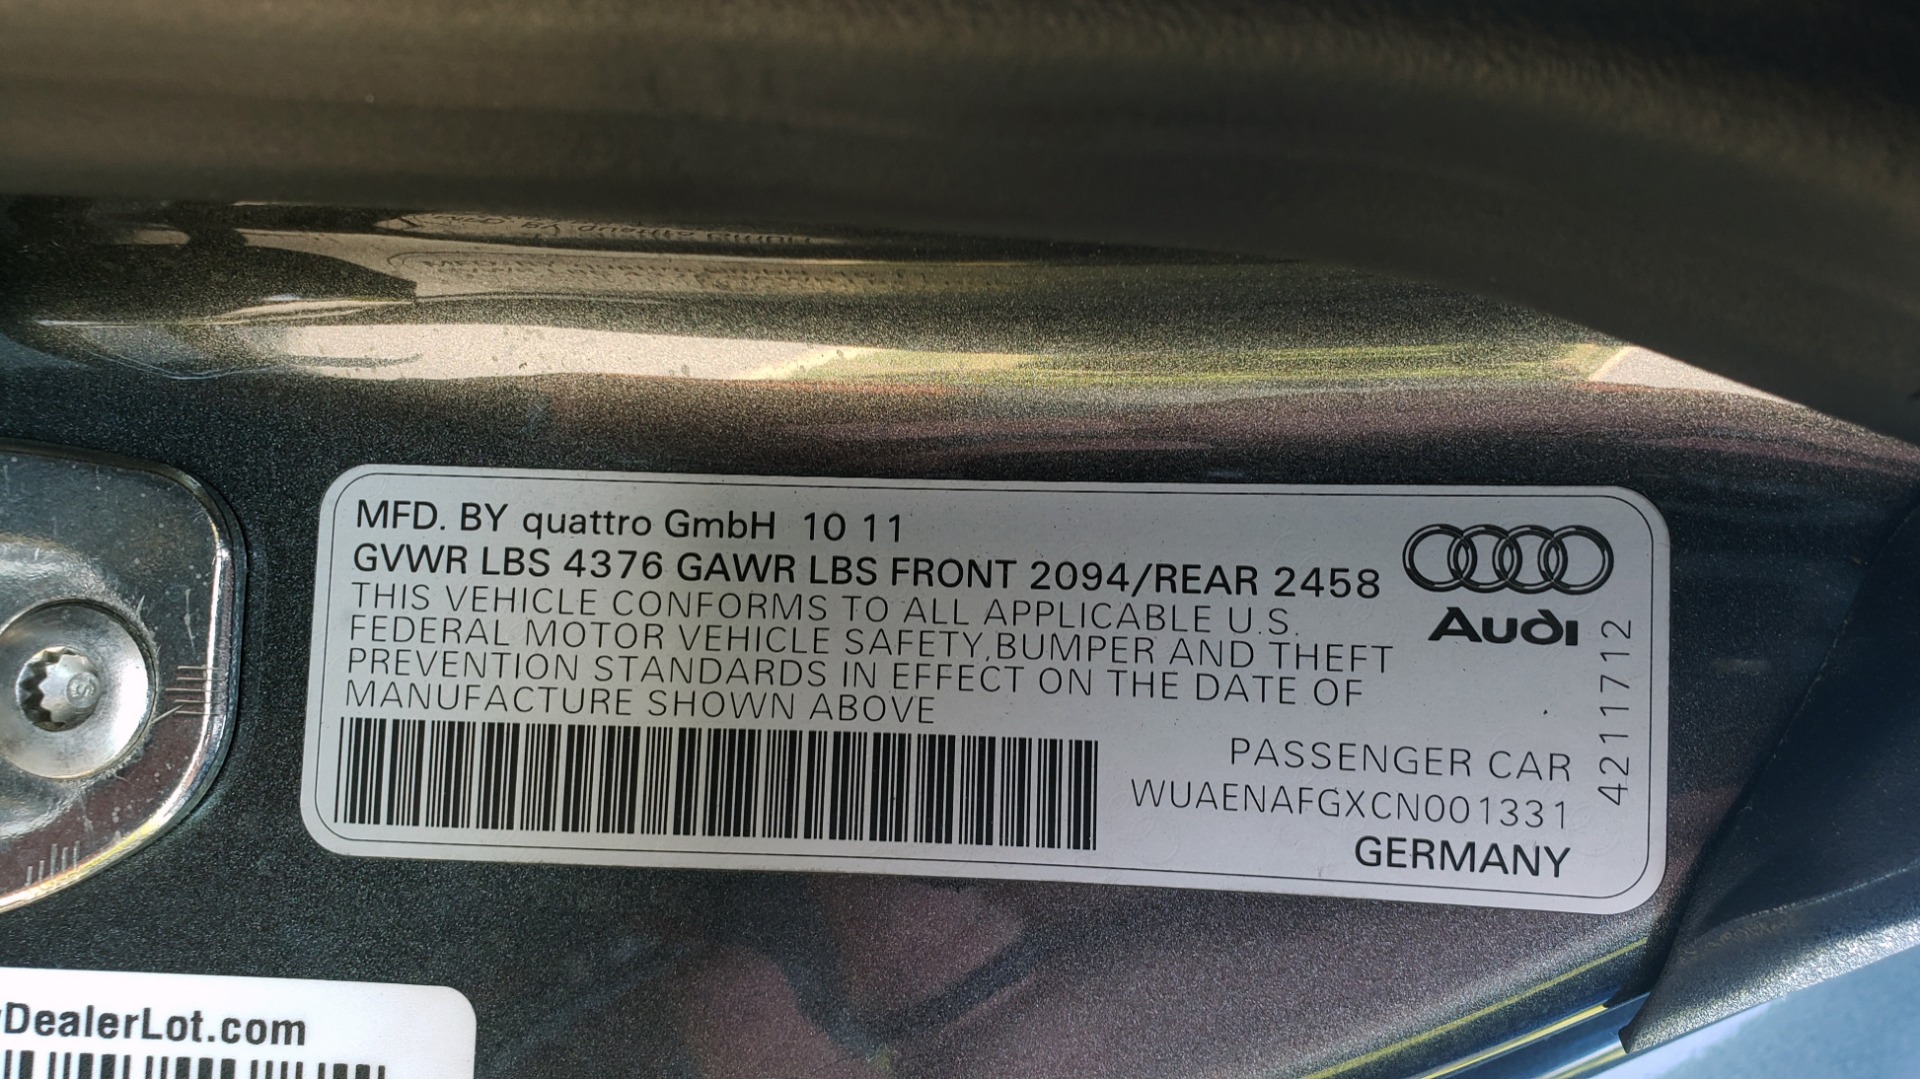 MFD. BY quattro GmbH 10 11
GVWR LBS 4376 GAWR LBS FRONT 2094/REAR 2458
THIS VEHICLE CONFORMS TO ALL APPLICABLE U.S.
FEDERAL MOTOR VEHICLE SAFETY,BUMPER AND THEFT
PREVENTION STANDARDS IN EFFECT ON THE DATE OF
MANUFACTURE SHOWN ABOVE
Audi
4211712
PASSENGER CAR
WUAENAFGXCN001331
GERMANY
DealerLot.com